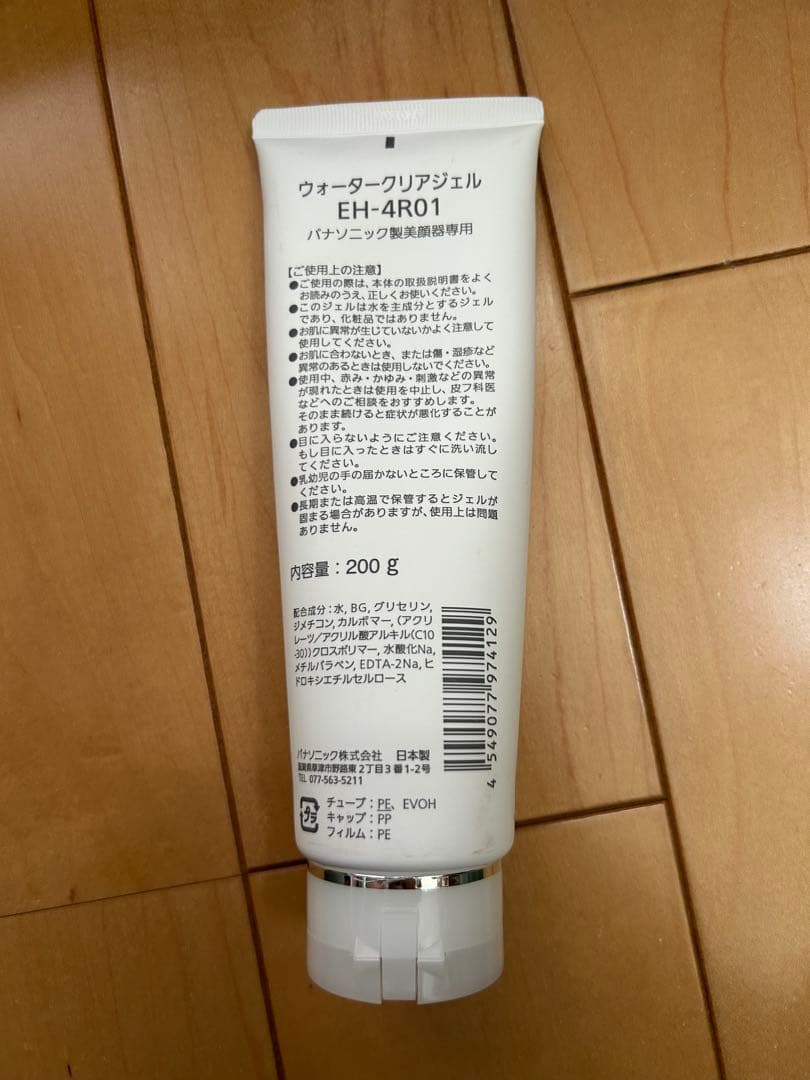 ウォータークリアジェル
EH-4R01
パナソニック製美顔器専用
【ご使用上の注意】
●ご使用の際は、本体の取扱説明書をよく
お読みのうえ、正しくお使いください。
●このジェルは水を主成分とするジェル
であり、化粧品ではありません。
●お肌に異常が生じていないかよく注意して
使用してください。
●お肌に合わないとき、または傷・湿疹など
異常のあるときは使用しないでください。
●使用中、赤み・かゆみ・刺激などの異常
が現れたときは使用を中止し、皮フ科医
などへのご相談をおすすめします。
そのまま続けると症状が悪化することが
あります。
●目に入らないようにご注意ください。
もし目に入ったときはすぐに洗い流し
てください。
●乳幼児の手の届かないところに保管して
ください。
●長期または高温で保管するとジェルが
固まる場合がありますが、使用上は問題
ありません。
内容量：200 g
配合成分：水, BG, グリセリン,
ジメチコン, カルボマー, (アクリ
レーツ/アクリル酸アルキル(C10
-30))クロスポリマー, 水酸化Na,
メチルパラベン, EDTA-2Na, ヒ
ドロキシエチルセルロース
4 549077 974129
パナソニック株式会社 日本製
滋賀県草津市野路東2丁目3番1-2号
TEL 077-563-5211
プラ
チューブ：PE、EVOH
キャップ：PP
フィルム：PE